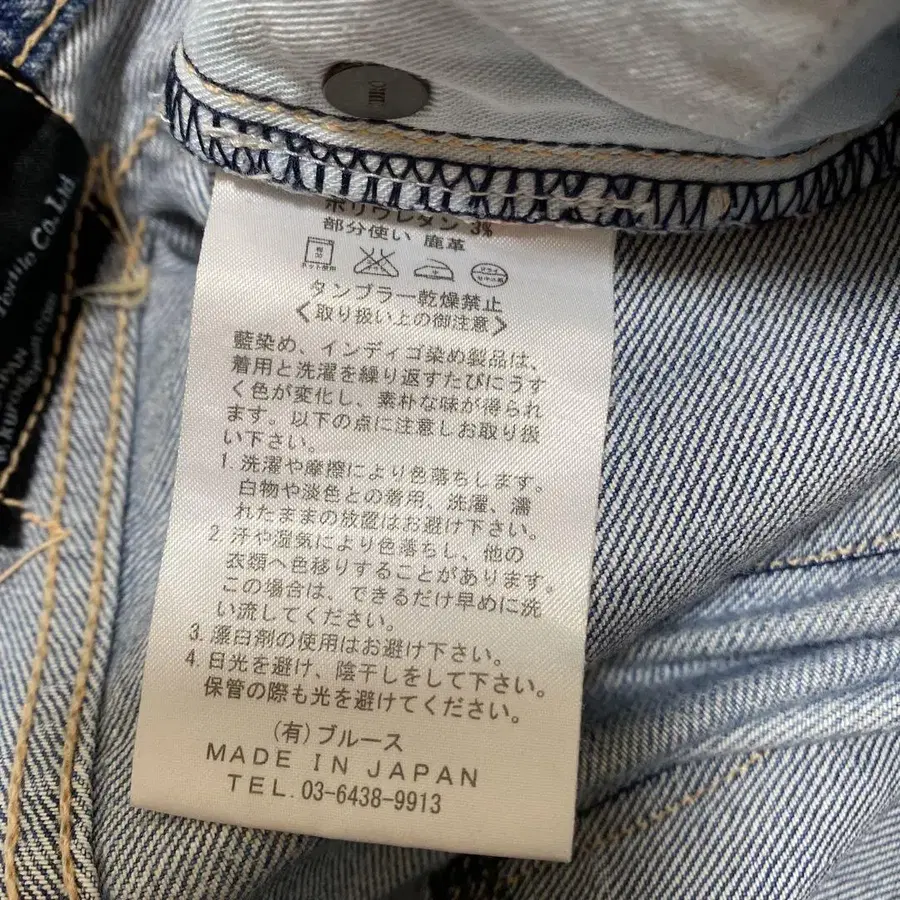 ポリウレタン 3%
部分使い 鹿革
タンブラー乾燥禁止
〈取り扱い上の御注意〉
藍染め、インディゴ染め製品は、
着用と洗濯を繰り返すたびにうす
く色が変化し、素朴な味が得られ
ます。以下の点に注意しお取り扱
い下さい。
1. 洗濯や摩擦により色落ちします。
白物や淡色との着用、洗濯、濡
れたままの放置はお避け下さい。
2. 汗や湿気により色落ちし、他の
衣類へ色移りすることがあります。
この場合は、できるだけ早めに洗
い流してください。
3. 漂白剤の使用はお避け下さい。
4. 日光を避け、陰干しをして下さい。
保管の際も光を避けてください。
(有)ブルース
MADE IN JAPAN
TEL. 03-6438-9913
Co.Ltd